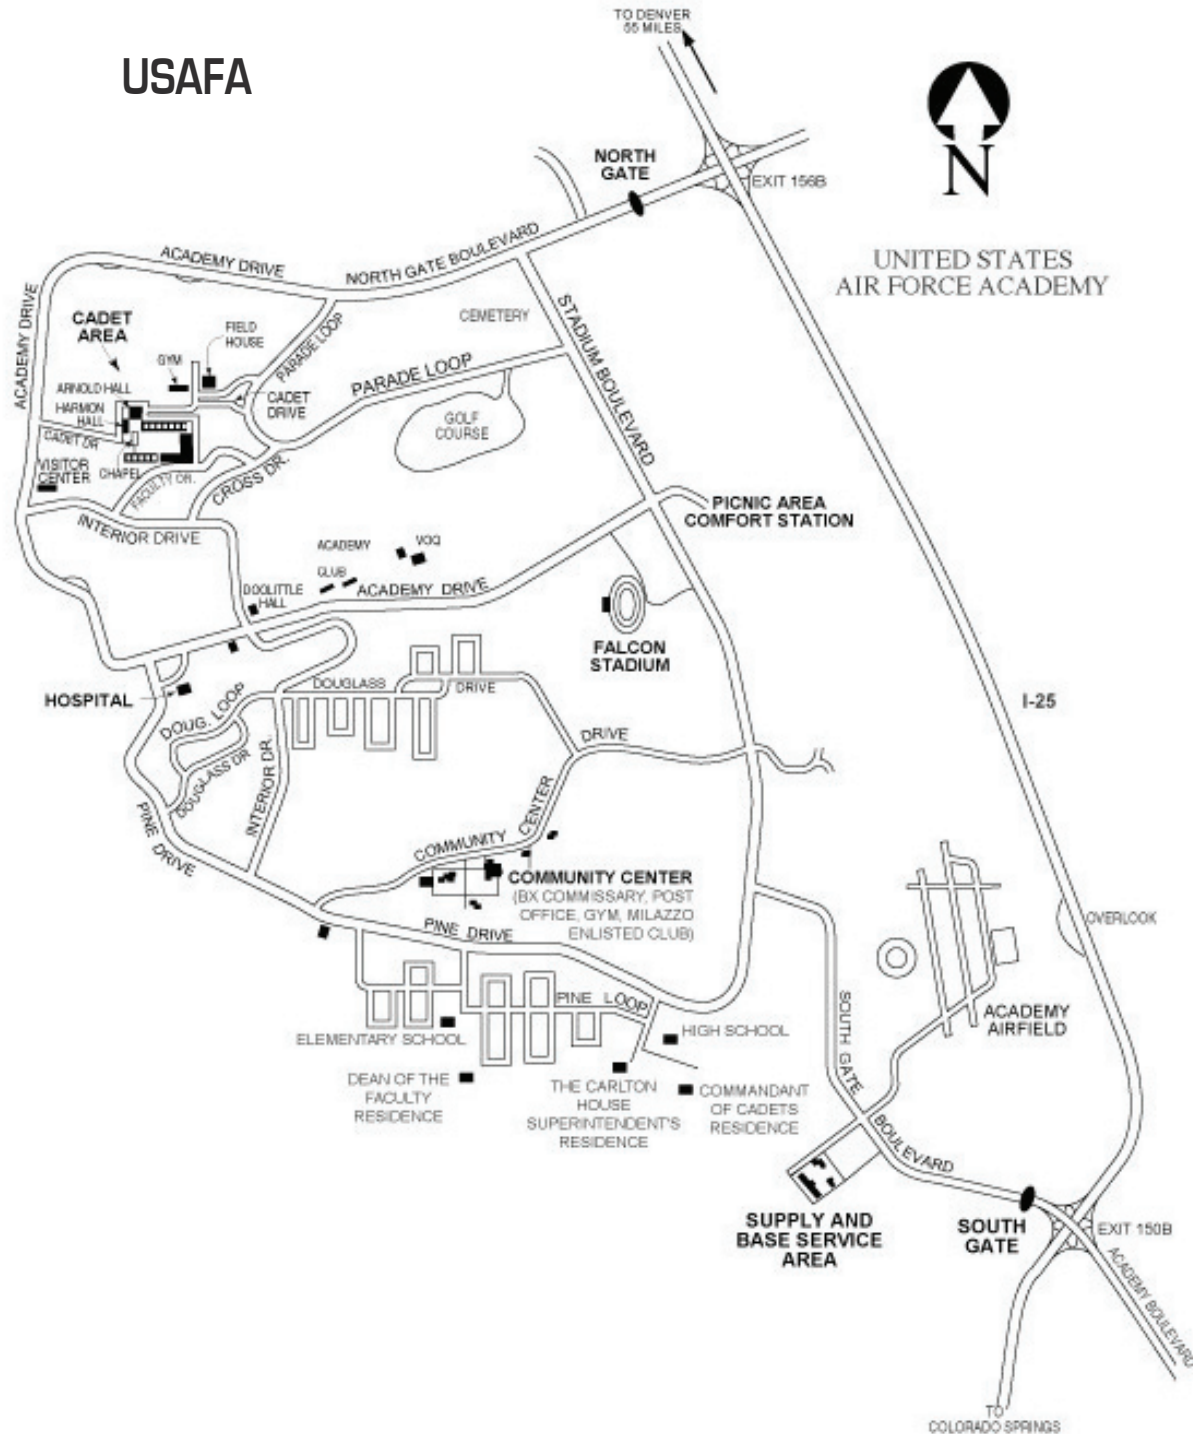 TO DENVER
55 MILES
USAFA
N
NORTH
GATE
EXIT 156B
UNITED STATES
AIR FORCE ACADEMY
ACADEMY DRIVE
NORTH GATE BOULEVARD
ACADEMY DRIVE
CADET
AREA
FIELD
HOUSE
PARADE LOOP
CEMETERY
STADIUM BOULEVARD
GYM
PARADE LOOP
ARNOLD HALL
CADET
DRIVE
HARMON
HALL
GOLF
COURSE
CADET DR
VISITOR
CENTER
CHAPEL
FACULTY DR.
CROSS DR.
PICNIC AREA
COMFORT STATION
INTERIOR DRIVE
ACADEMY
CLUB
VOQ
DOOLITTLE
HALL
ACADEMY DRIVE
FALCON
STADIUM
HOSPITAL
DOUGLASS
DRIVE
I-25
DOUG. LOOP
DRIVE
DOUGLASS DR
INTERIOR DR.
PINE DRIVE
COMMUNITY
CENTER
COMMUNITY CENTER
(BX COMMISSARY, POST
OFFICE, GYM, MILAZZO
ENLISTED CLUB)
OVERLOOK
PINE DRIVE
PINE LOOP
SOUTH GATE
BOULEVARD
ACADEMY
AIRFIELD
ELEMENTARY SCHOOL
HIGH SCHOOL
DEAN OF THE
FACULTY
RESIDENCE
THE CARLTON
HOUSE
SUPERINTENDENT'S
RESIDENCE
COMMANDANT
OF CADETS
RESIDENCE
SUPPLY AND
BASE SERVICE
AREA
SOUTH
GATE
EXIT 150B
ACADEMY BOULEVARD
TO
COLORADO SPRINGS